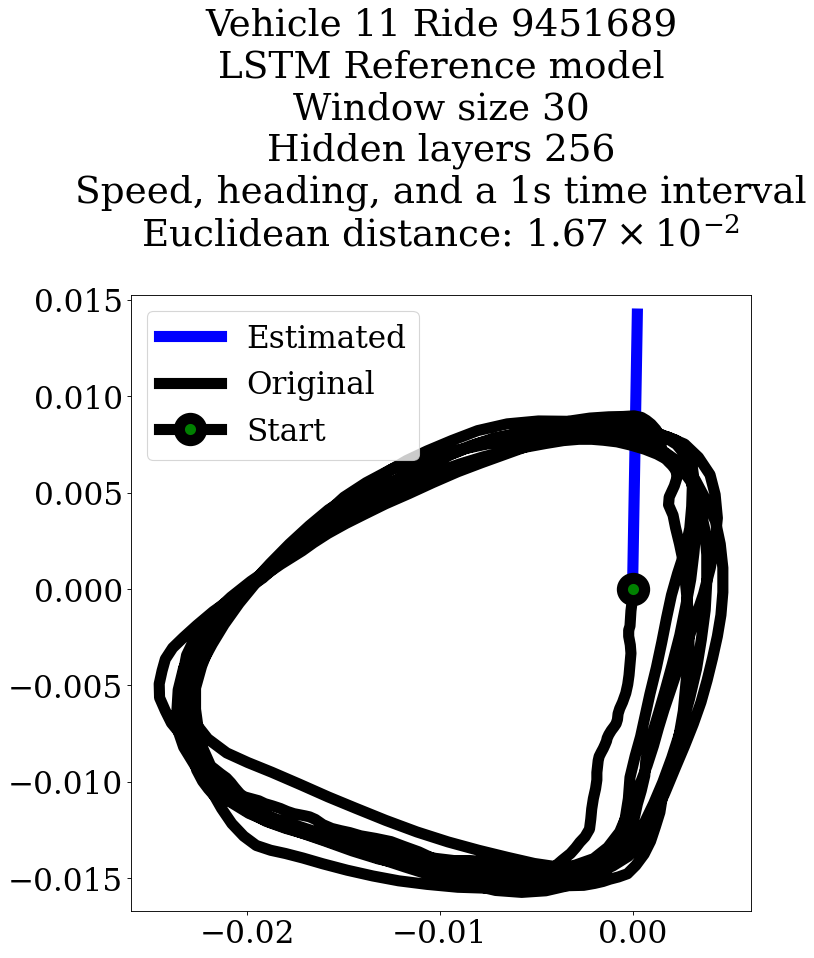 Vehicle 11 Ride 9451689
LSTM Reference model
Window size 30
Hidden layers 256
Speed, heading, and a 1s time interval
Euclidean distance: 1.67 × 10⁻²
0.015
Estimated
0.010
Original
Start
0.005
0.000
−0.005
−0.010
−0.015
−0.02 −0.01 0.00